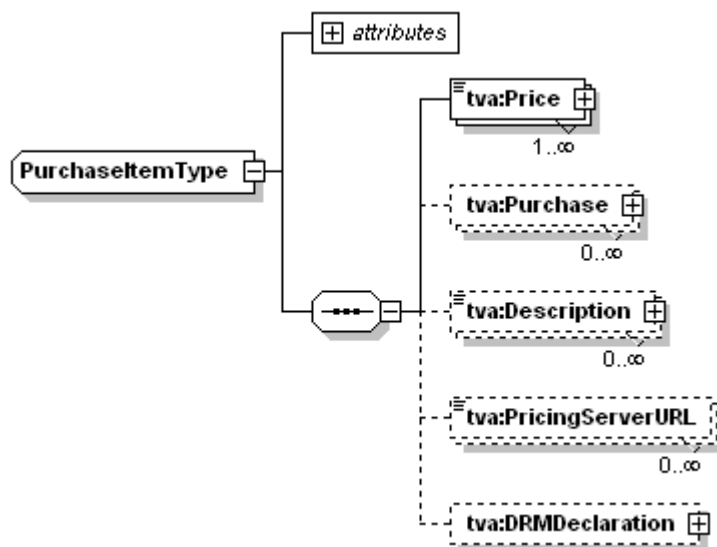 attributes
tva:Price
1..∞
PurchaseItemType
tva:Purchase
0..∞
tva:Description
0..∞
tva:PricingServerURL
0..∞
tva:DRMDeclaration